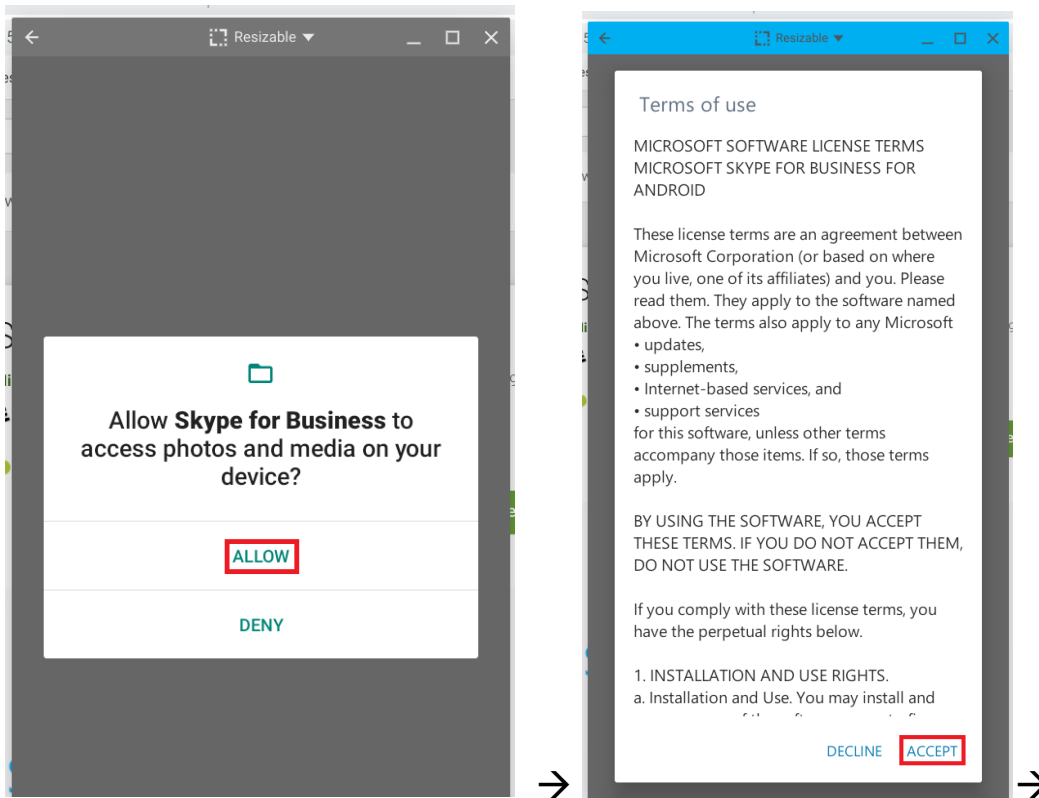 Resizable
Allow Skype for Business to
access photos and media on your
device?
ALLOW
DENY
→
Resizable
Terms of use
MICROSOFT SOFTWARE LICENSE TERMS
MICROSOFT SKYPE FOR BUSINESS FOR
ANDROID
These license terms are an agreement between
Microsoft Corporation (or based on where
you live, one of its affiliates) and you. Please
read them. They apply to the software named
above. The terms also apply to any Microsoft
• updates,
• supplements,
• Internet-based services, and
• support services
for this software, unless other terms
accompany those items. If so, those terms
apply.
BY USING THE SOFTWARE, YOU ACCEPT
THESE TERMS. IF YOU DO NOT ACCEPT THEM,
DO NOT USE THE SOFTWARE.
If you comply with these license terms, you
have the perpetual rights below.
1. INSTALLATION AND USE RIGHTS.
a. Installation and Use. You may install and
DECLINE ACCEPT
→